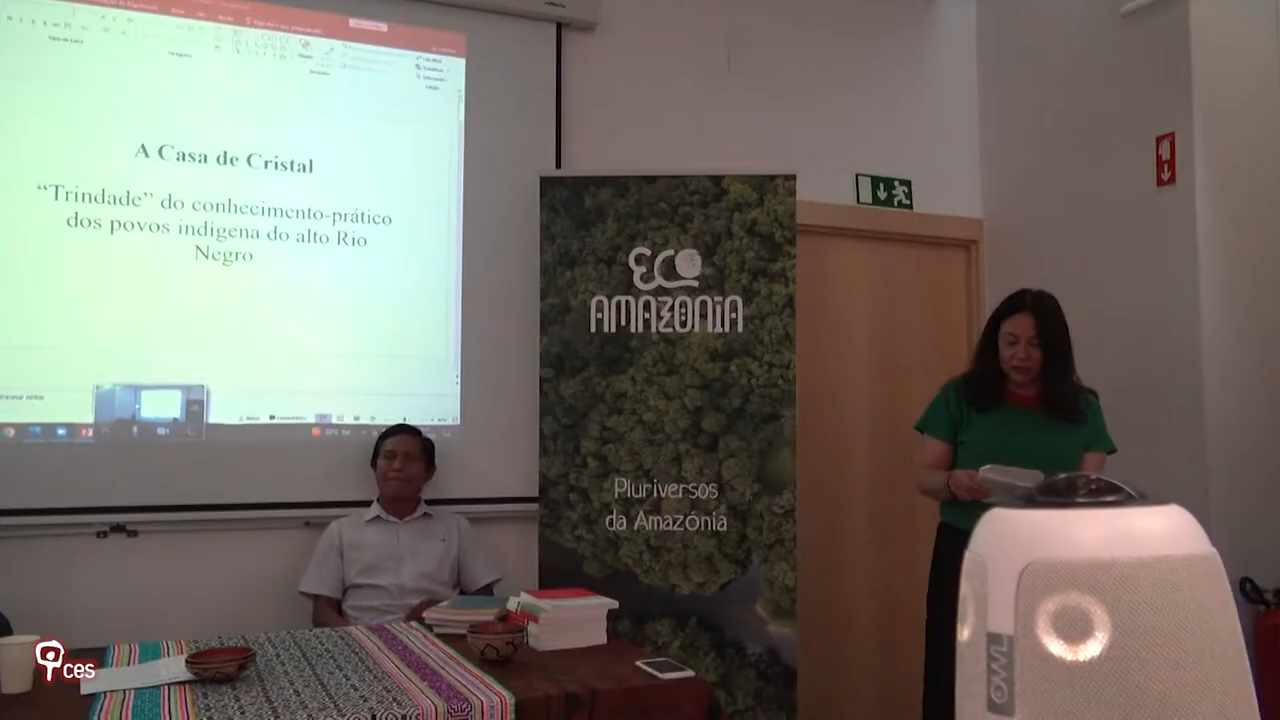 A Casa de Cristal
“Trindade” do conhecimento-prático
dos povos indígena do alto Rio
Negro
ECO
AMAZONIA
Pluriversos
da Amazónia
OWL
ces